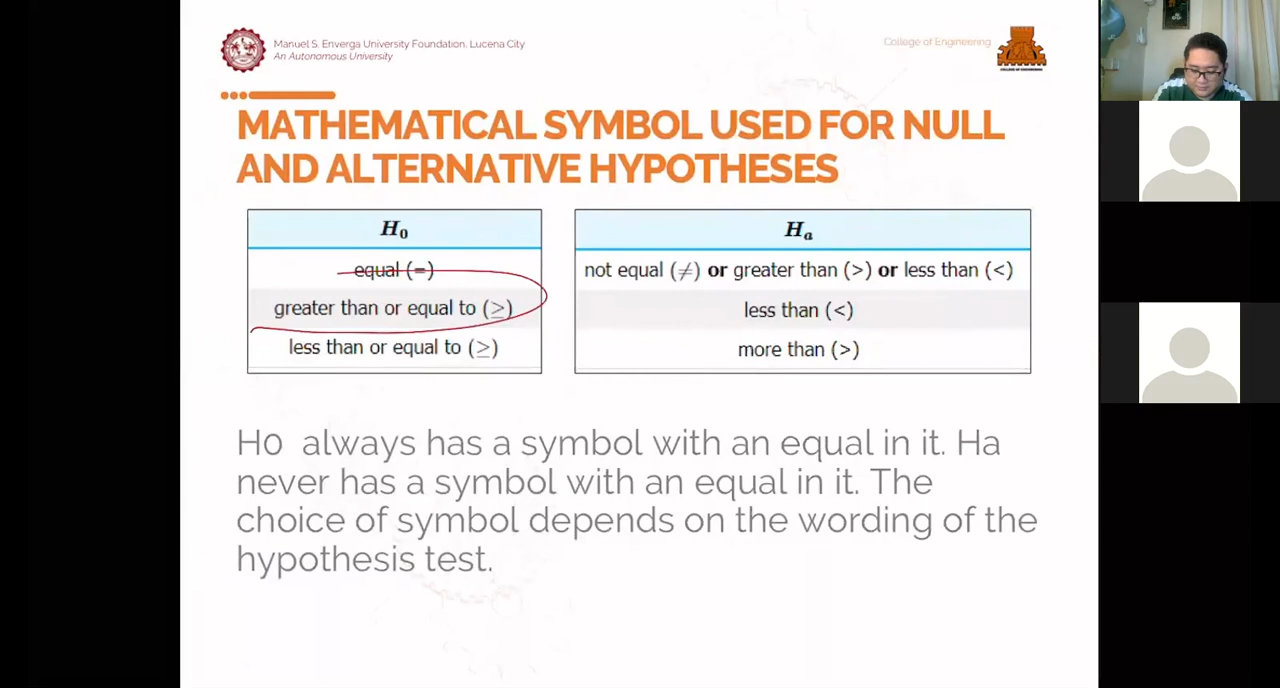 Manuel S. Enverga University Foundation. Lucena City
An Autonomous University
College of Engineering
COLLEGE OF ENGINEERING
MATHEMATICAL SYMBOL USED FOR NULL
AND ALTERNATIVE HYPOTHESES
H₀
equal (=)
greater than or equal to (≥)
less than or equal to (≥)
Hₐ
not equal (≠) or greater than (>) or less than (<)
less than (<)
more than (>)
H0 always has a symbol with an equal in it. Ha
never has a symbol with an equal in it. The
choice of symbol depends on the wording of the
hypothesis test.